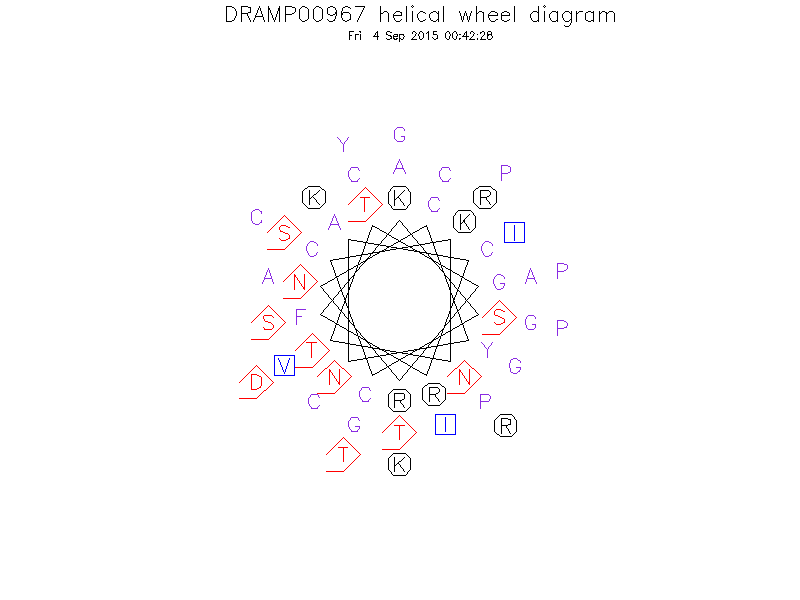 DRAMP00967 helical wheel diagram
Fri 4 Sep 2015 00:42:28
Y G
C A C P
K T K C R
C S A K I
C C
A N G A P
S F S G P
T Y
V G
D N N
C C R R P
G T I R
T K